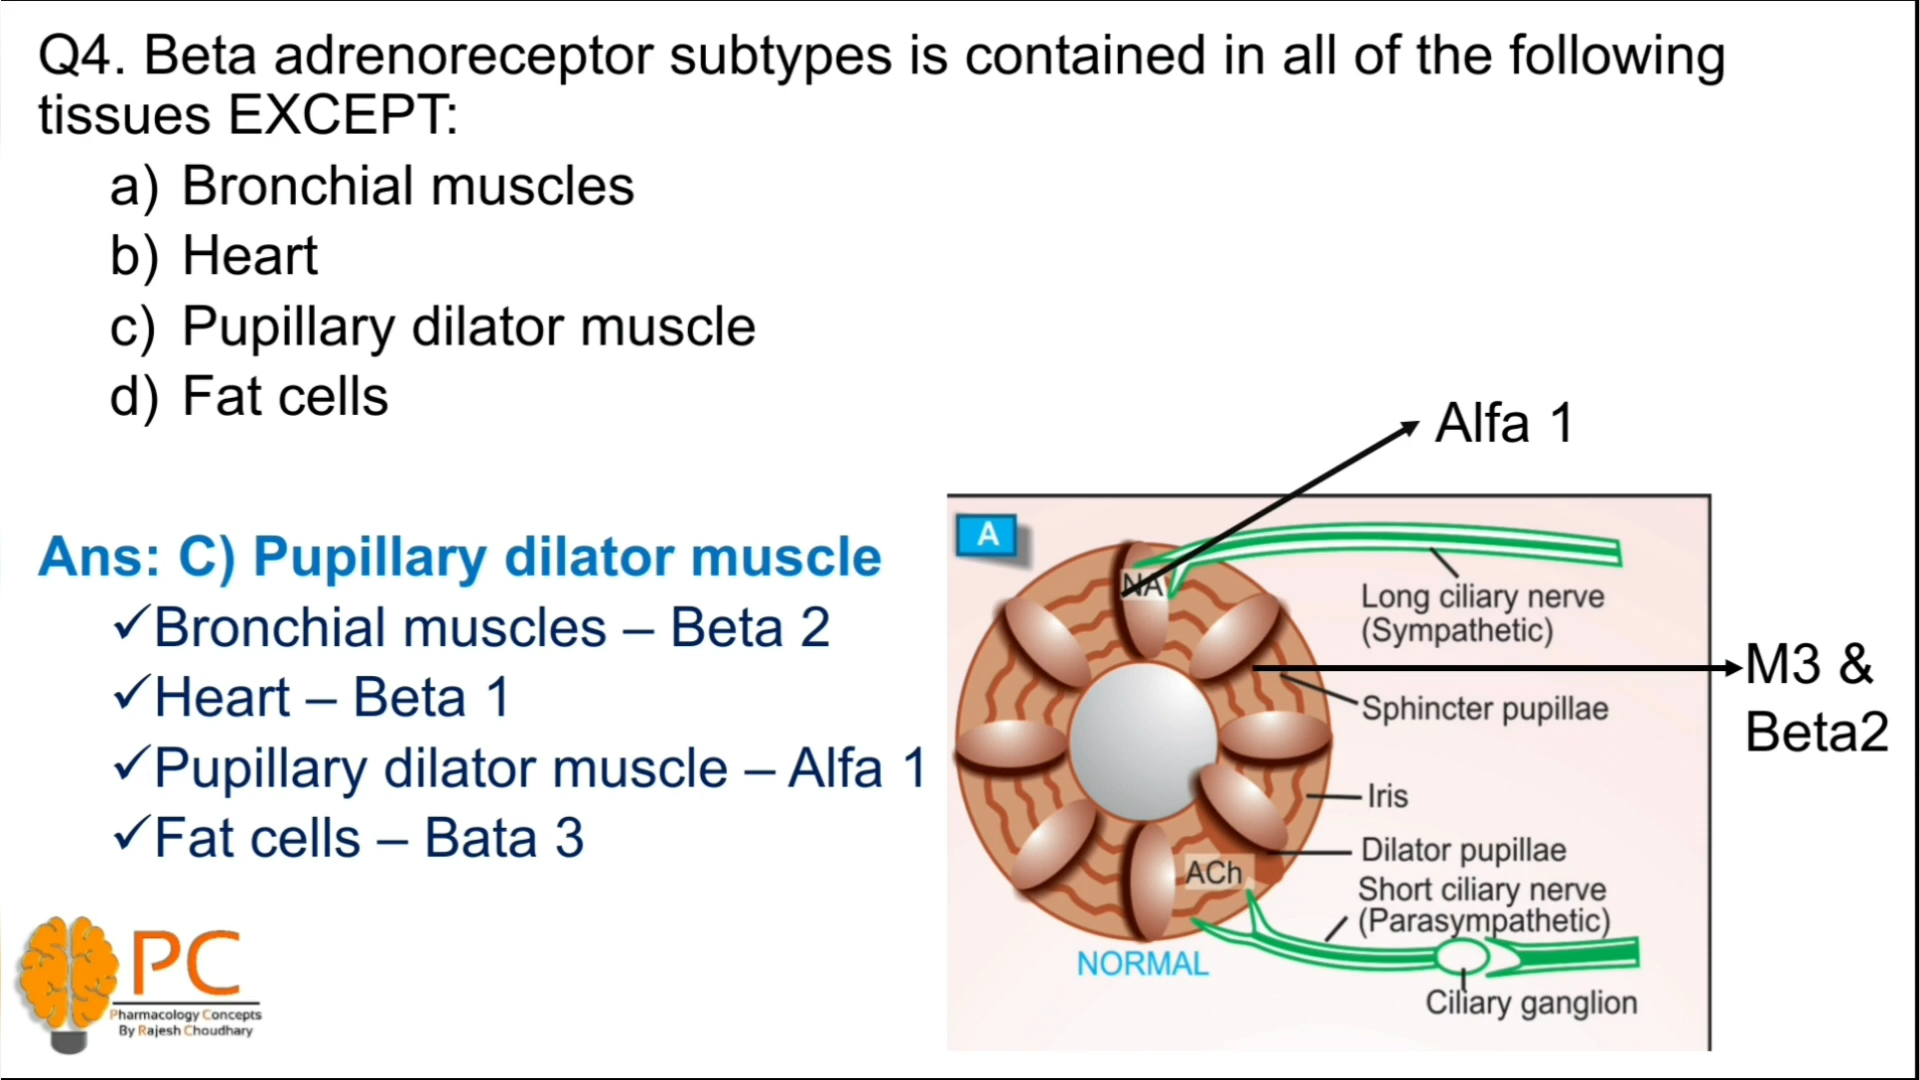 Q4. Beta adrenoreceptor subtypes is contained in all of the following
tissues EXCEPT:
a) Bronchial muscles
b) Heart
c) Pupillary dilator muscle
d) Fat cells
Ans: C) Pupillary dilator muscle
✓Bronchial muscles – Beta 2
✓Heart – Beta 1
✓Pupillary dilator muscle – Alfa 1
✓Fat cells – Bata 3
Alfa 1
A
NA
Long ciliary nerve
(Sympathetic)
M3 &
Beta2
Sphincter pupillae
Iris
Dilator pupillae
ACh
Short ciliary nerve
(Parasympathetic)
NORMAL
Ciliary ganglion
PC
Pharmacology Concepts
By Rajesh Choudhary